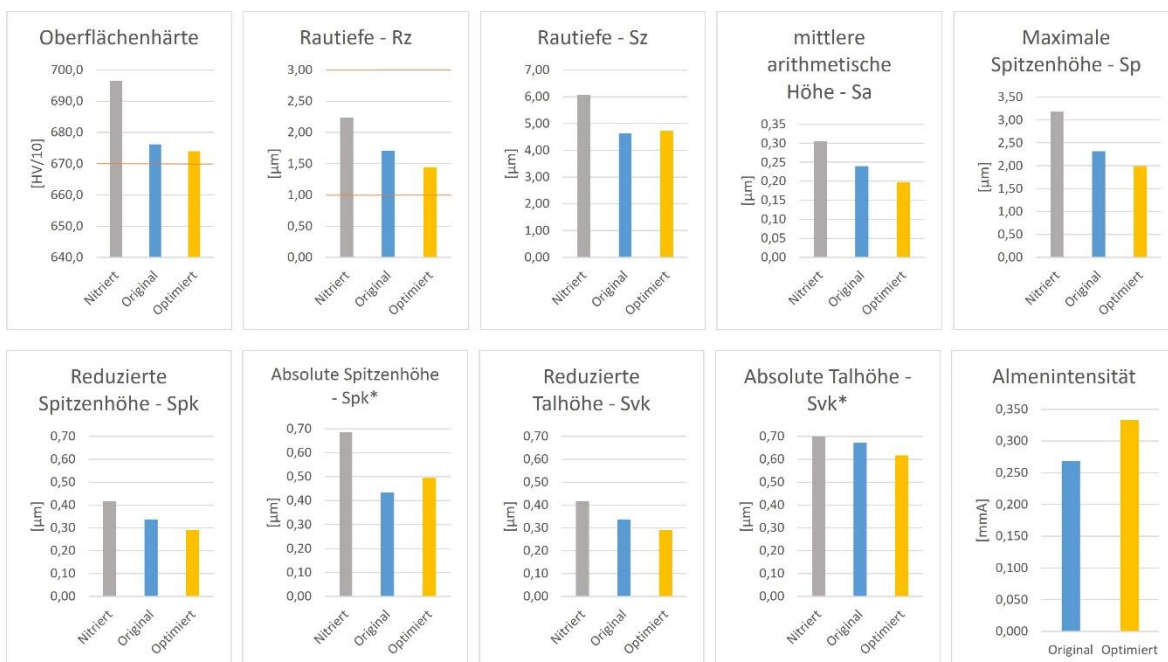 Oberflächenhärte
700,0
690,0
680,0
670,0
660,0
650,0
640,0
[HV/10]
Nitriert
Original
Optimiert
Rautiefe - Rz
3,00
2,50
2,00
1,50
1,00
0,50
0,00
[µm]
Nitriert
Original
Optimiert
Rautiefe - Sz
7,00
6,00
5,00
4,00
3,00
2,00
1,00
0,00
[µm]
Nitriert
Original
Optimiert
mittlere
arithmetische
Höhe - Sa
0,35
0,30
0,25
0,20
0,15
0,10
0,05
0,00
[µm]
Nitriert
Original
Optimiert
Maximale
Spitzenhöhe - Sp
3,50
3,00
2,50
2,00
1,50
1,00
0,50
0,00
[µm]
Nitriert
Original
Optimiert
Reduzierte
Spitzenhöhe - Spk
0,70
0,60
0,50
0,40
0,30
0,20
0,10
0,00
[µm]
Nitriert
Original
Optimiert
Absolute Spitzenhöhe
- Spk*
0,70
0,60
0,50
0,40
0,30
0,20
0,10
0,00
[µm]
Nitriert
Original
Optimiert
Reduzierte
Talhöhe - Svk
0,70
0,60
0,50
0,40
0,30
0,20
0,10
0,00
[µm]
Nitriert
Original
Optimiert
Absolute Talhöhe -
Svk*
0,70
0,60
0,50
0,40
0,30
0,20
0,10
0,00
[µm]
Nitriert
Original
Optimiert
Almenintensität
0,350
0,300
0,250
0,200
0,150
0,100
0,050
0,000
[mmA]
Original Optimiert